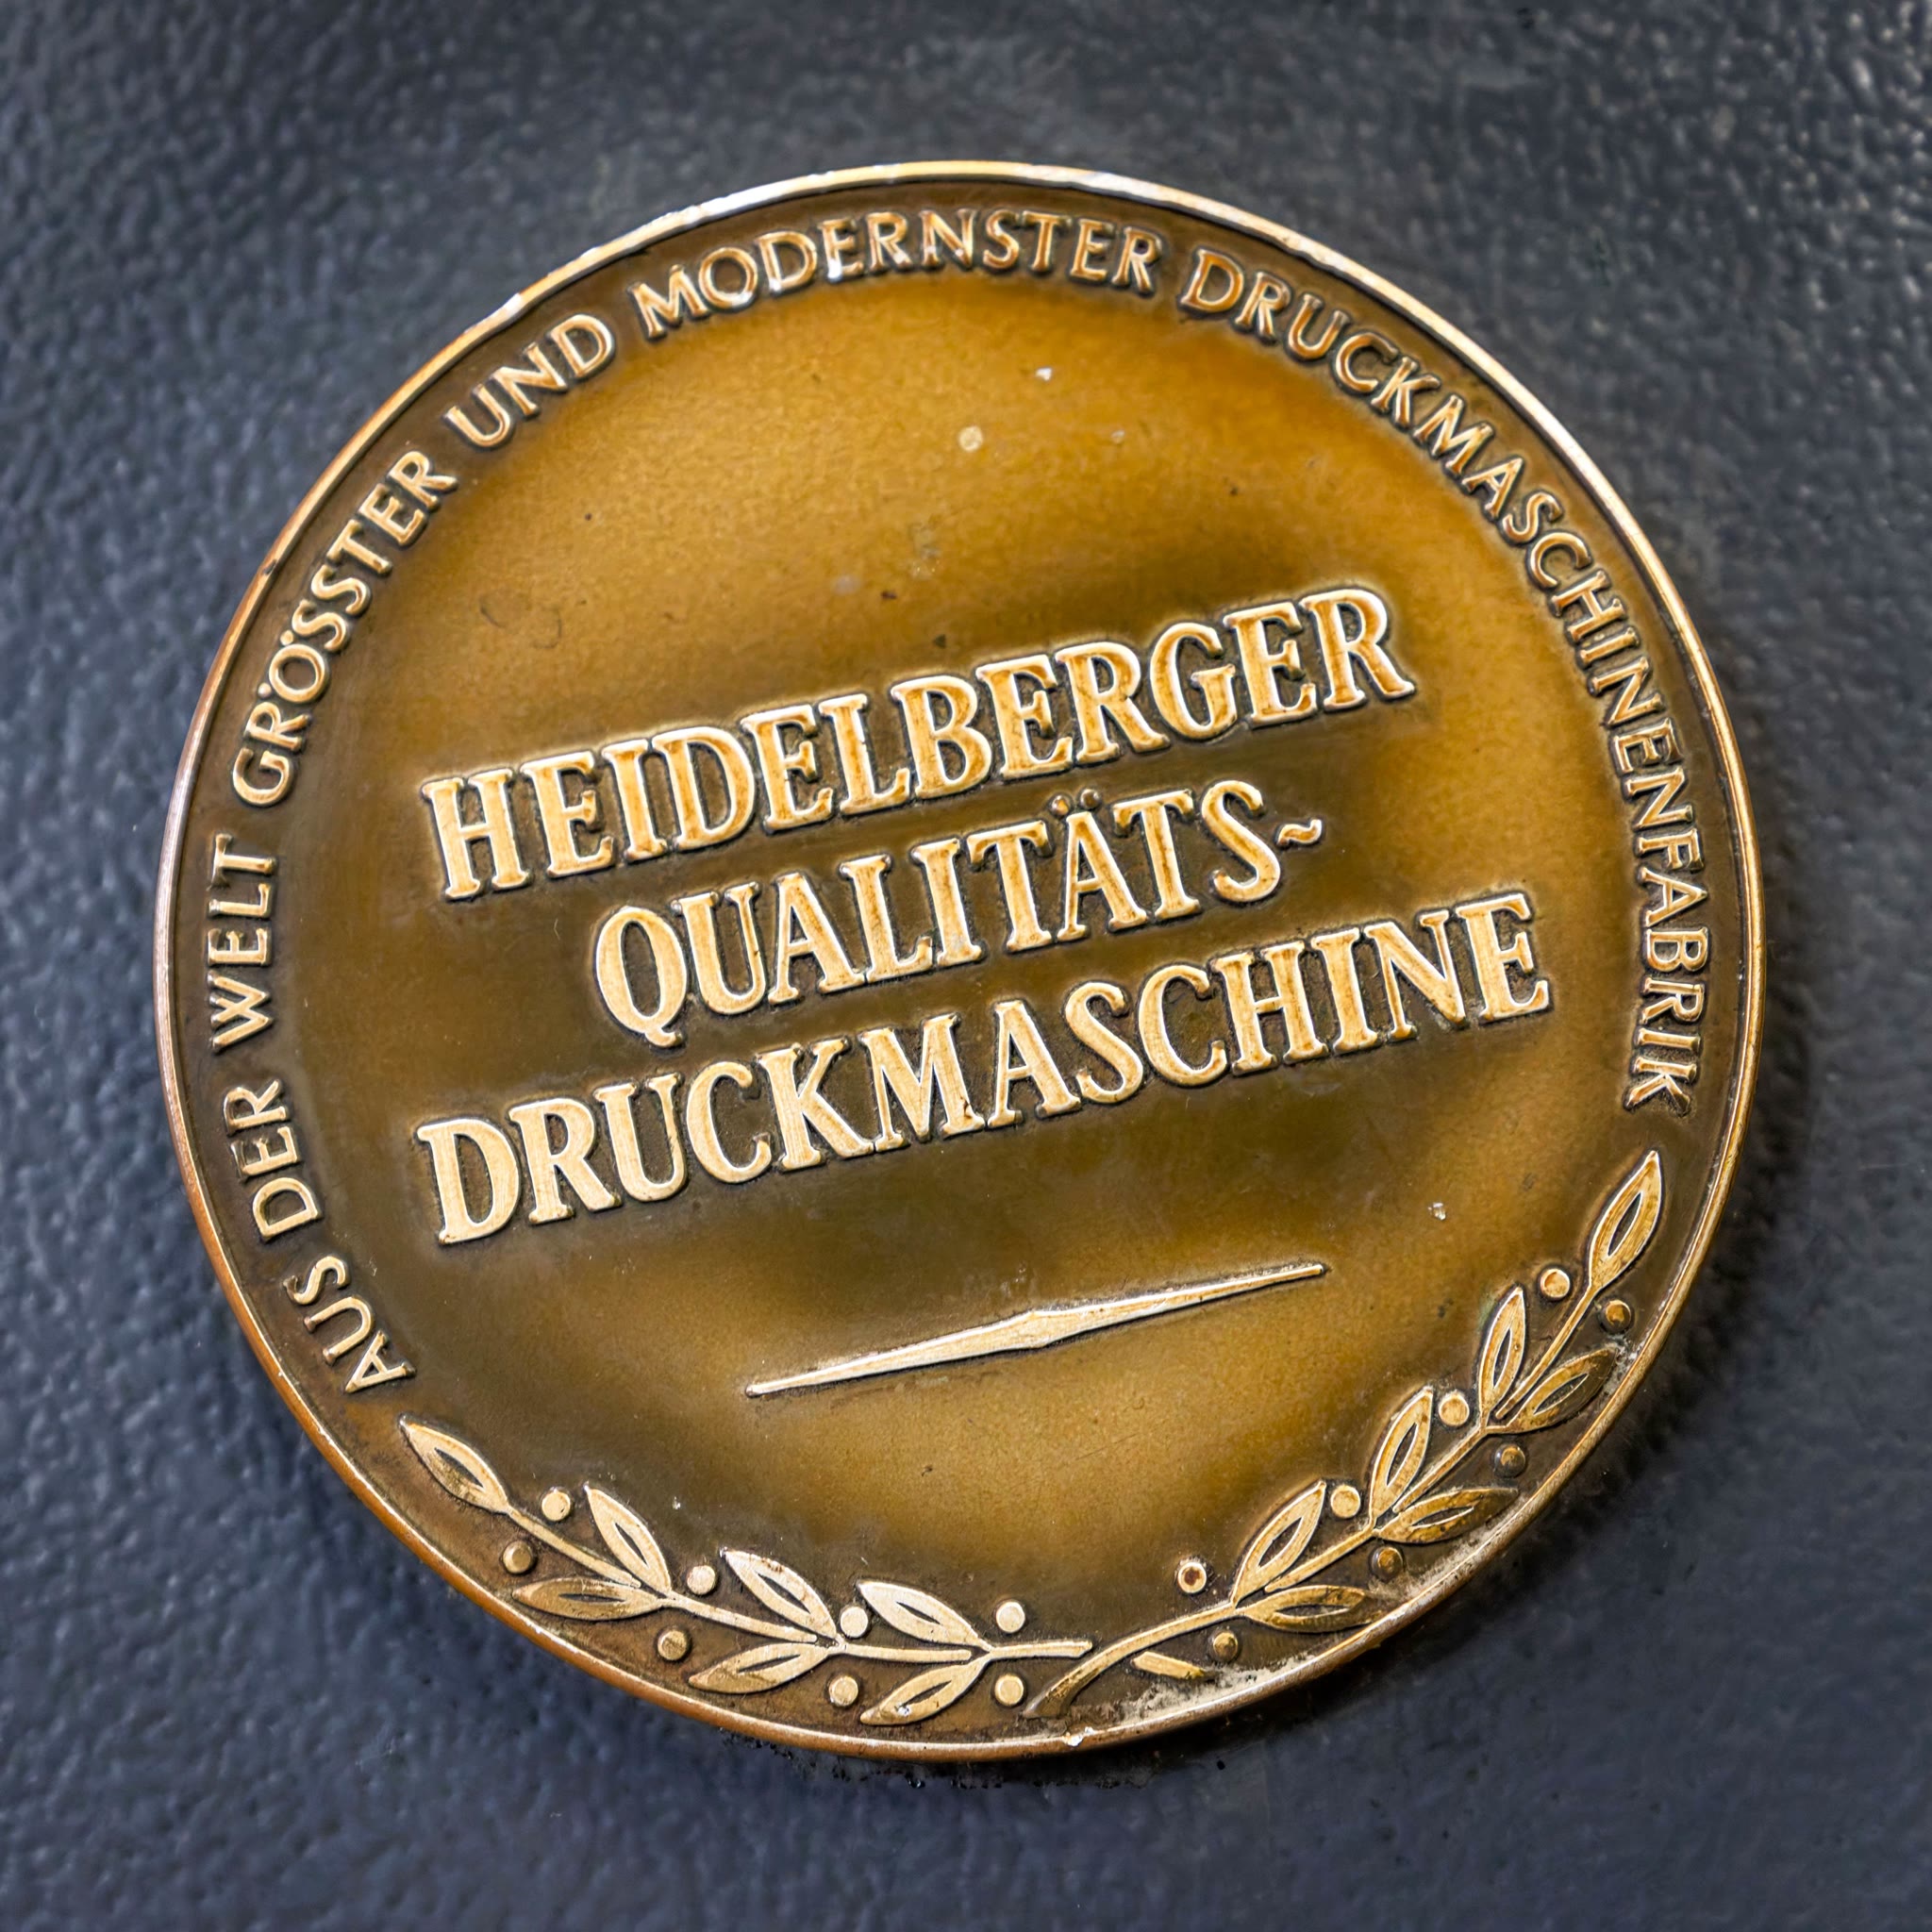 AUS DER WELT GRÖSSTER UND MODERNSTER DRUCKMASCHINENFABRIK
HEIDELBERGER
QUALITÄTS~
DRUCKMASCHINE